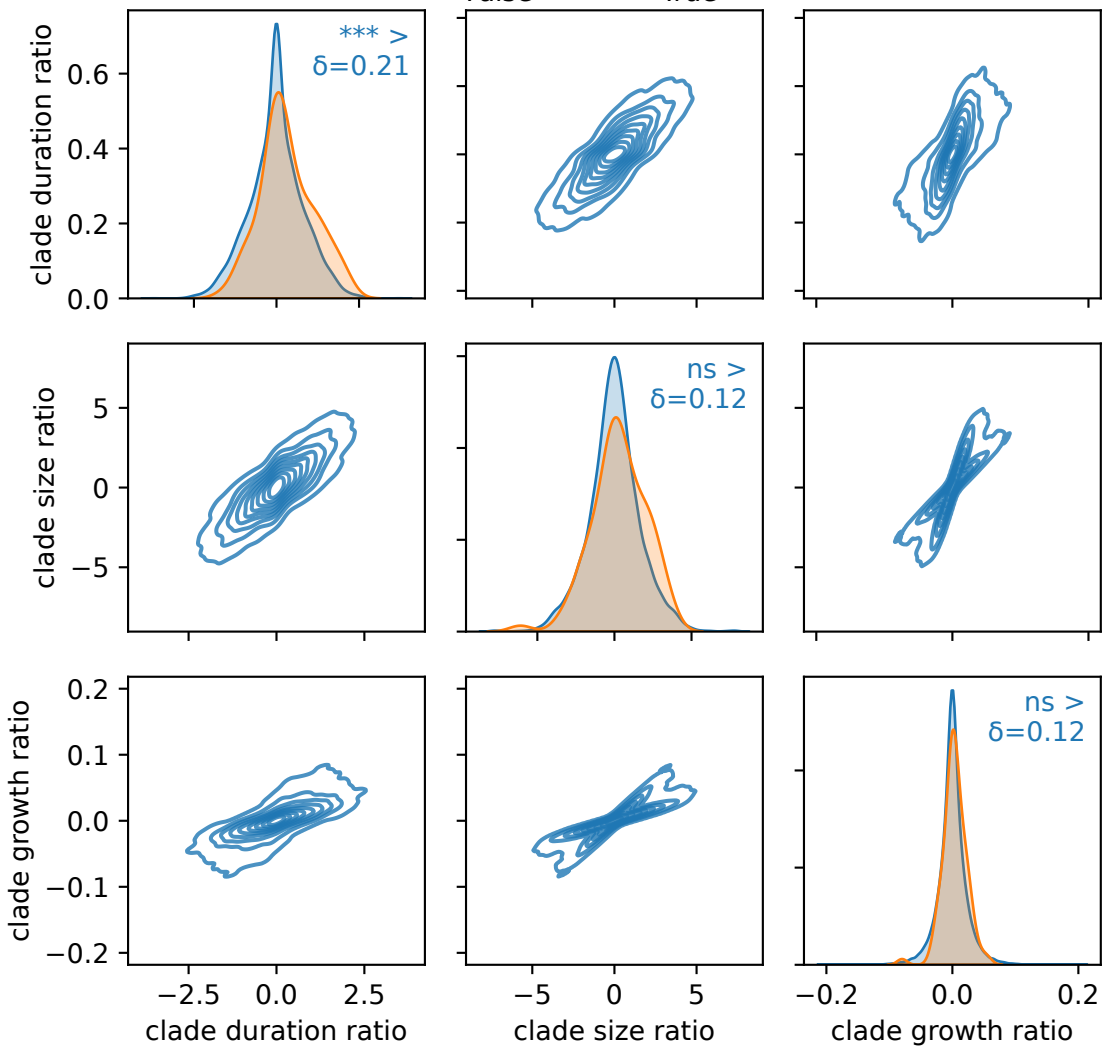 clade duration ratio
0.6
0.4
0.2
0.0
*** >
δ=0.21
clade size ratio
5
0
−5
ns >
δ=0.12
clade growth ratio
0.2
0.1
0.0
−0.1
−0.2
ns >
δ=0.12
−2.5 0.0 2.5
−5 0 5
−0.2 0.0 0.2
clade duration ratio
clade size ratio
clade growth ratio